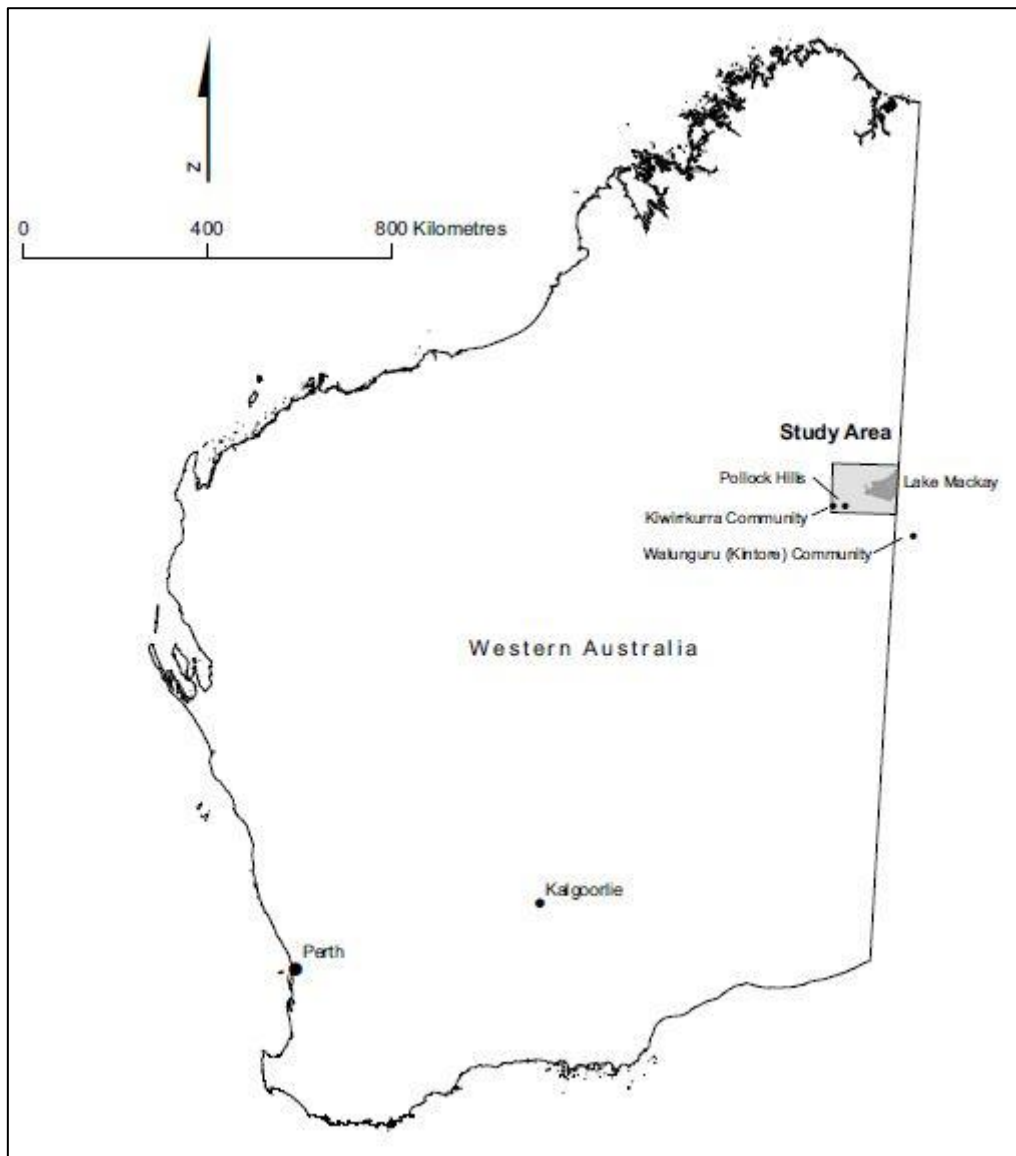 N
0 400 800 Kilometres
Study Area
Pollock Hills
Lake Mackay
Kiwirrkurra Community
Walunguru (Kintore) Community
Western Australia
Kalgoorlie
Perth